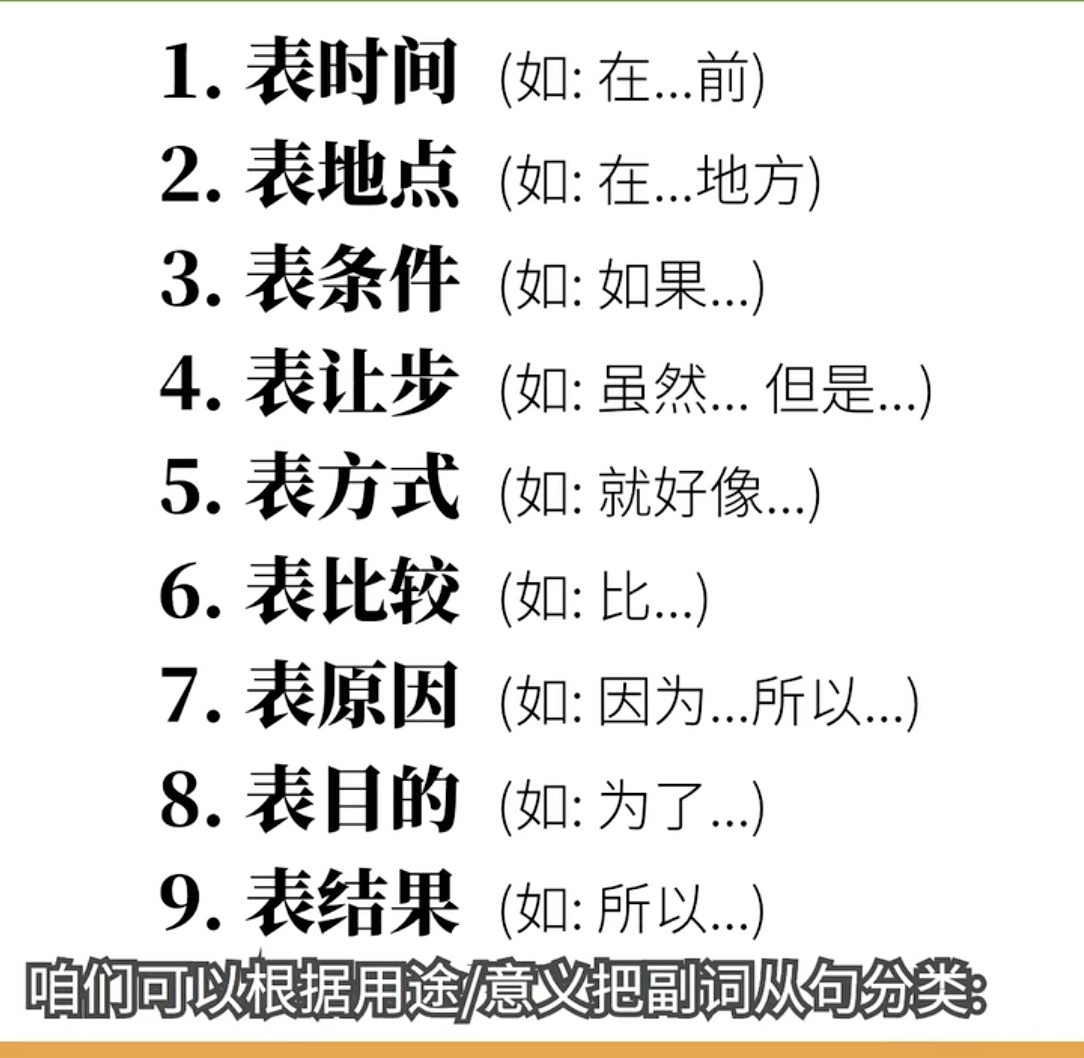 1. 表时间 (如: 在...前)
2. 表地点 (如: 在...地方)
3. 表条件 (如: 如果...)
4. 表让步 (如: 虽然... 但是...)
5. 表方式 (如: 就好像...)
6. 表比较 (如: 比...)
7. 表原因 (如: 因为...所以...)
8. 表目的 (如: 为了...)
9. 表结果 (如: 所以...)
咱们可以根据用途/意义把副词从句分类: